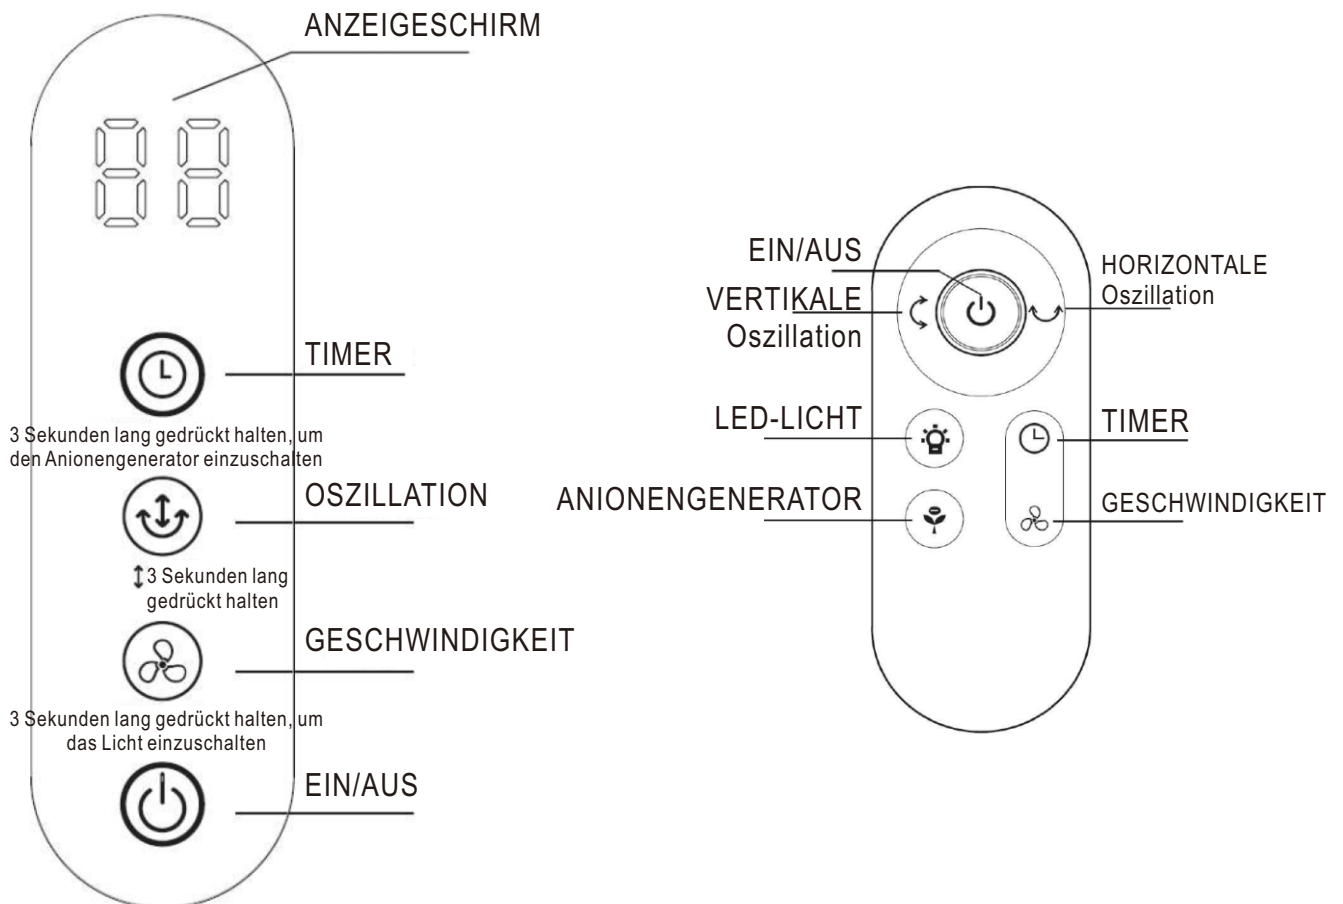 ANZEIGESCHIRM
88
TIMER
3 Sekunden lang gedrückt halten, um
den Anionengenerator einzuschalten
OSZILLATION
3 Sekunden lang
gedrückt halten
GESCHWINDIGKEIT
3 Sekunden lang gedrückt halten, um
das Licht einzuschalten
EIN/AUS
EIN/AUS
VERTIKALE
Oszillation
HORIZONTALE
Oszillation
LED-LICHT
TIMER
ANIONENGENERATOR
GESCHWINDIGKEIT